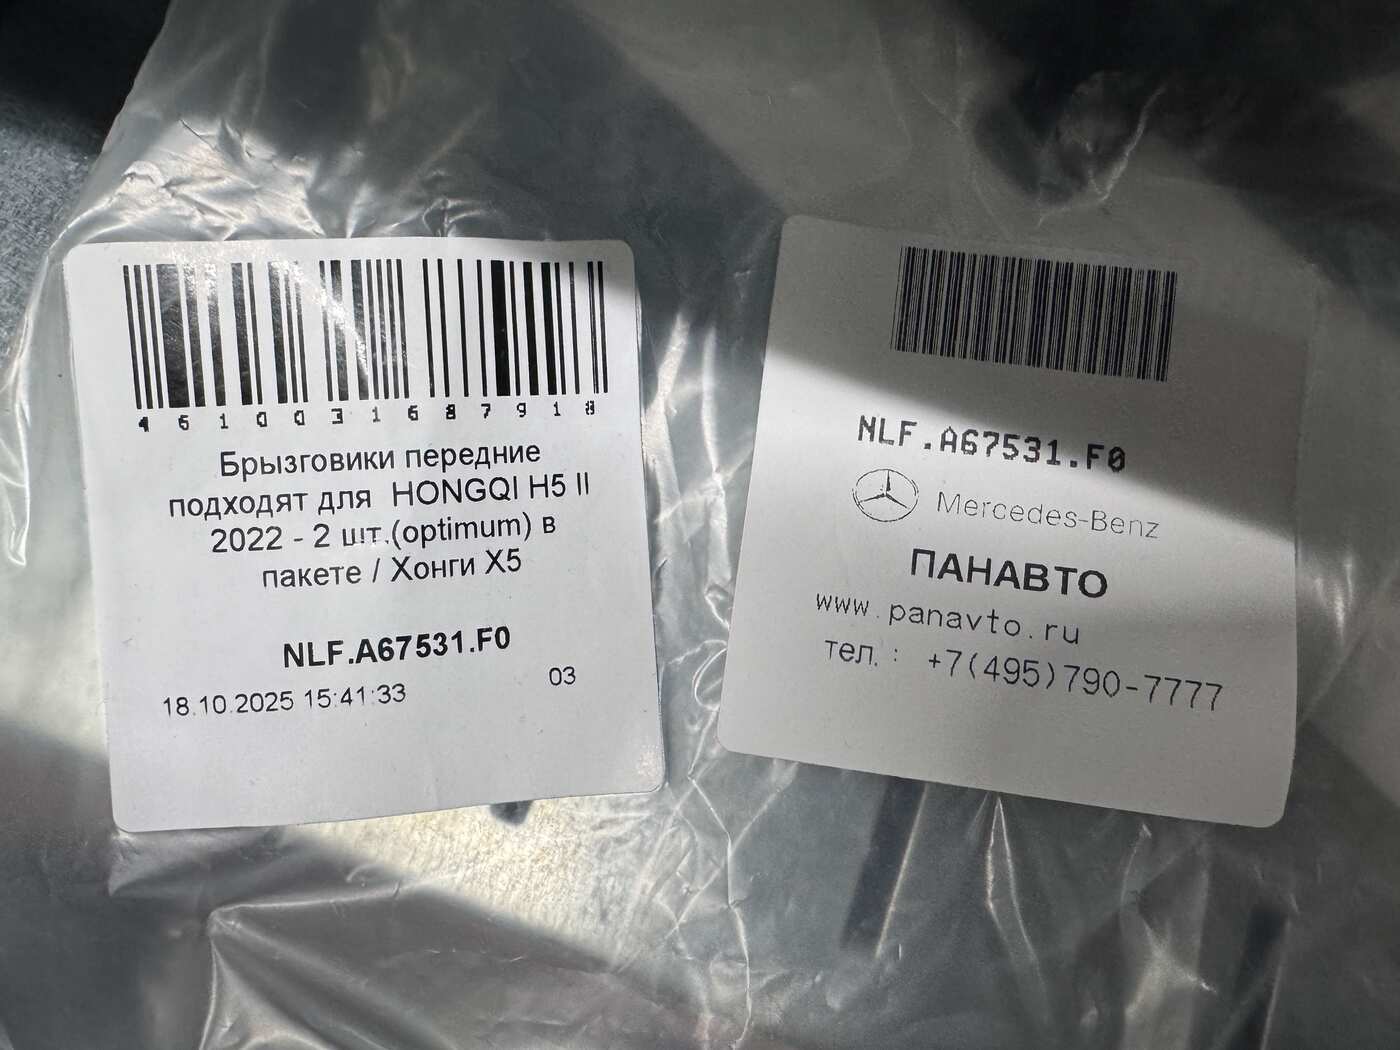 4610031687918
Брызговики передние
подходят для HONGQI H5 II
2022 - 2 шт.(optimum) в
пакете / Хонги Х5
NLF.A67531.F0
18.10.2025 15:41:33
03
NLF.A67531.F0
Mercedes-Benz
ПАНАВТО
www.panavto.ru
тел.: +7(495)790-7777